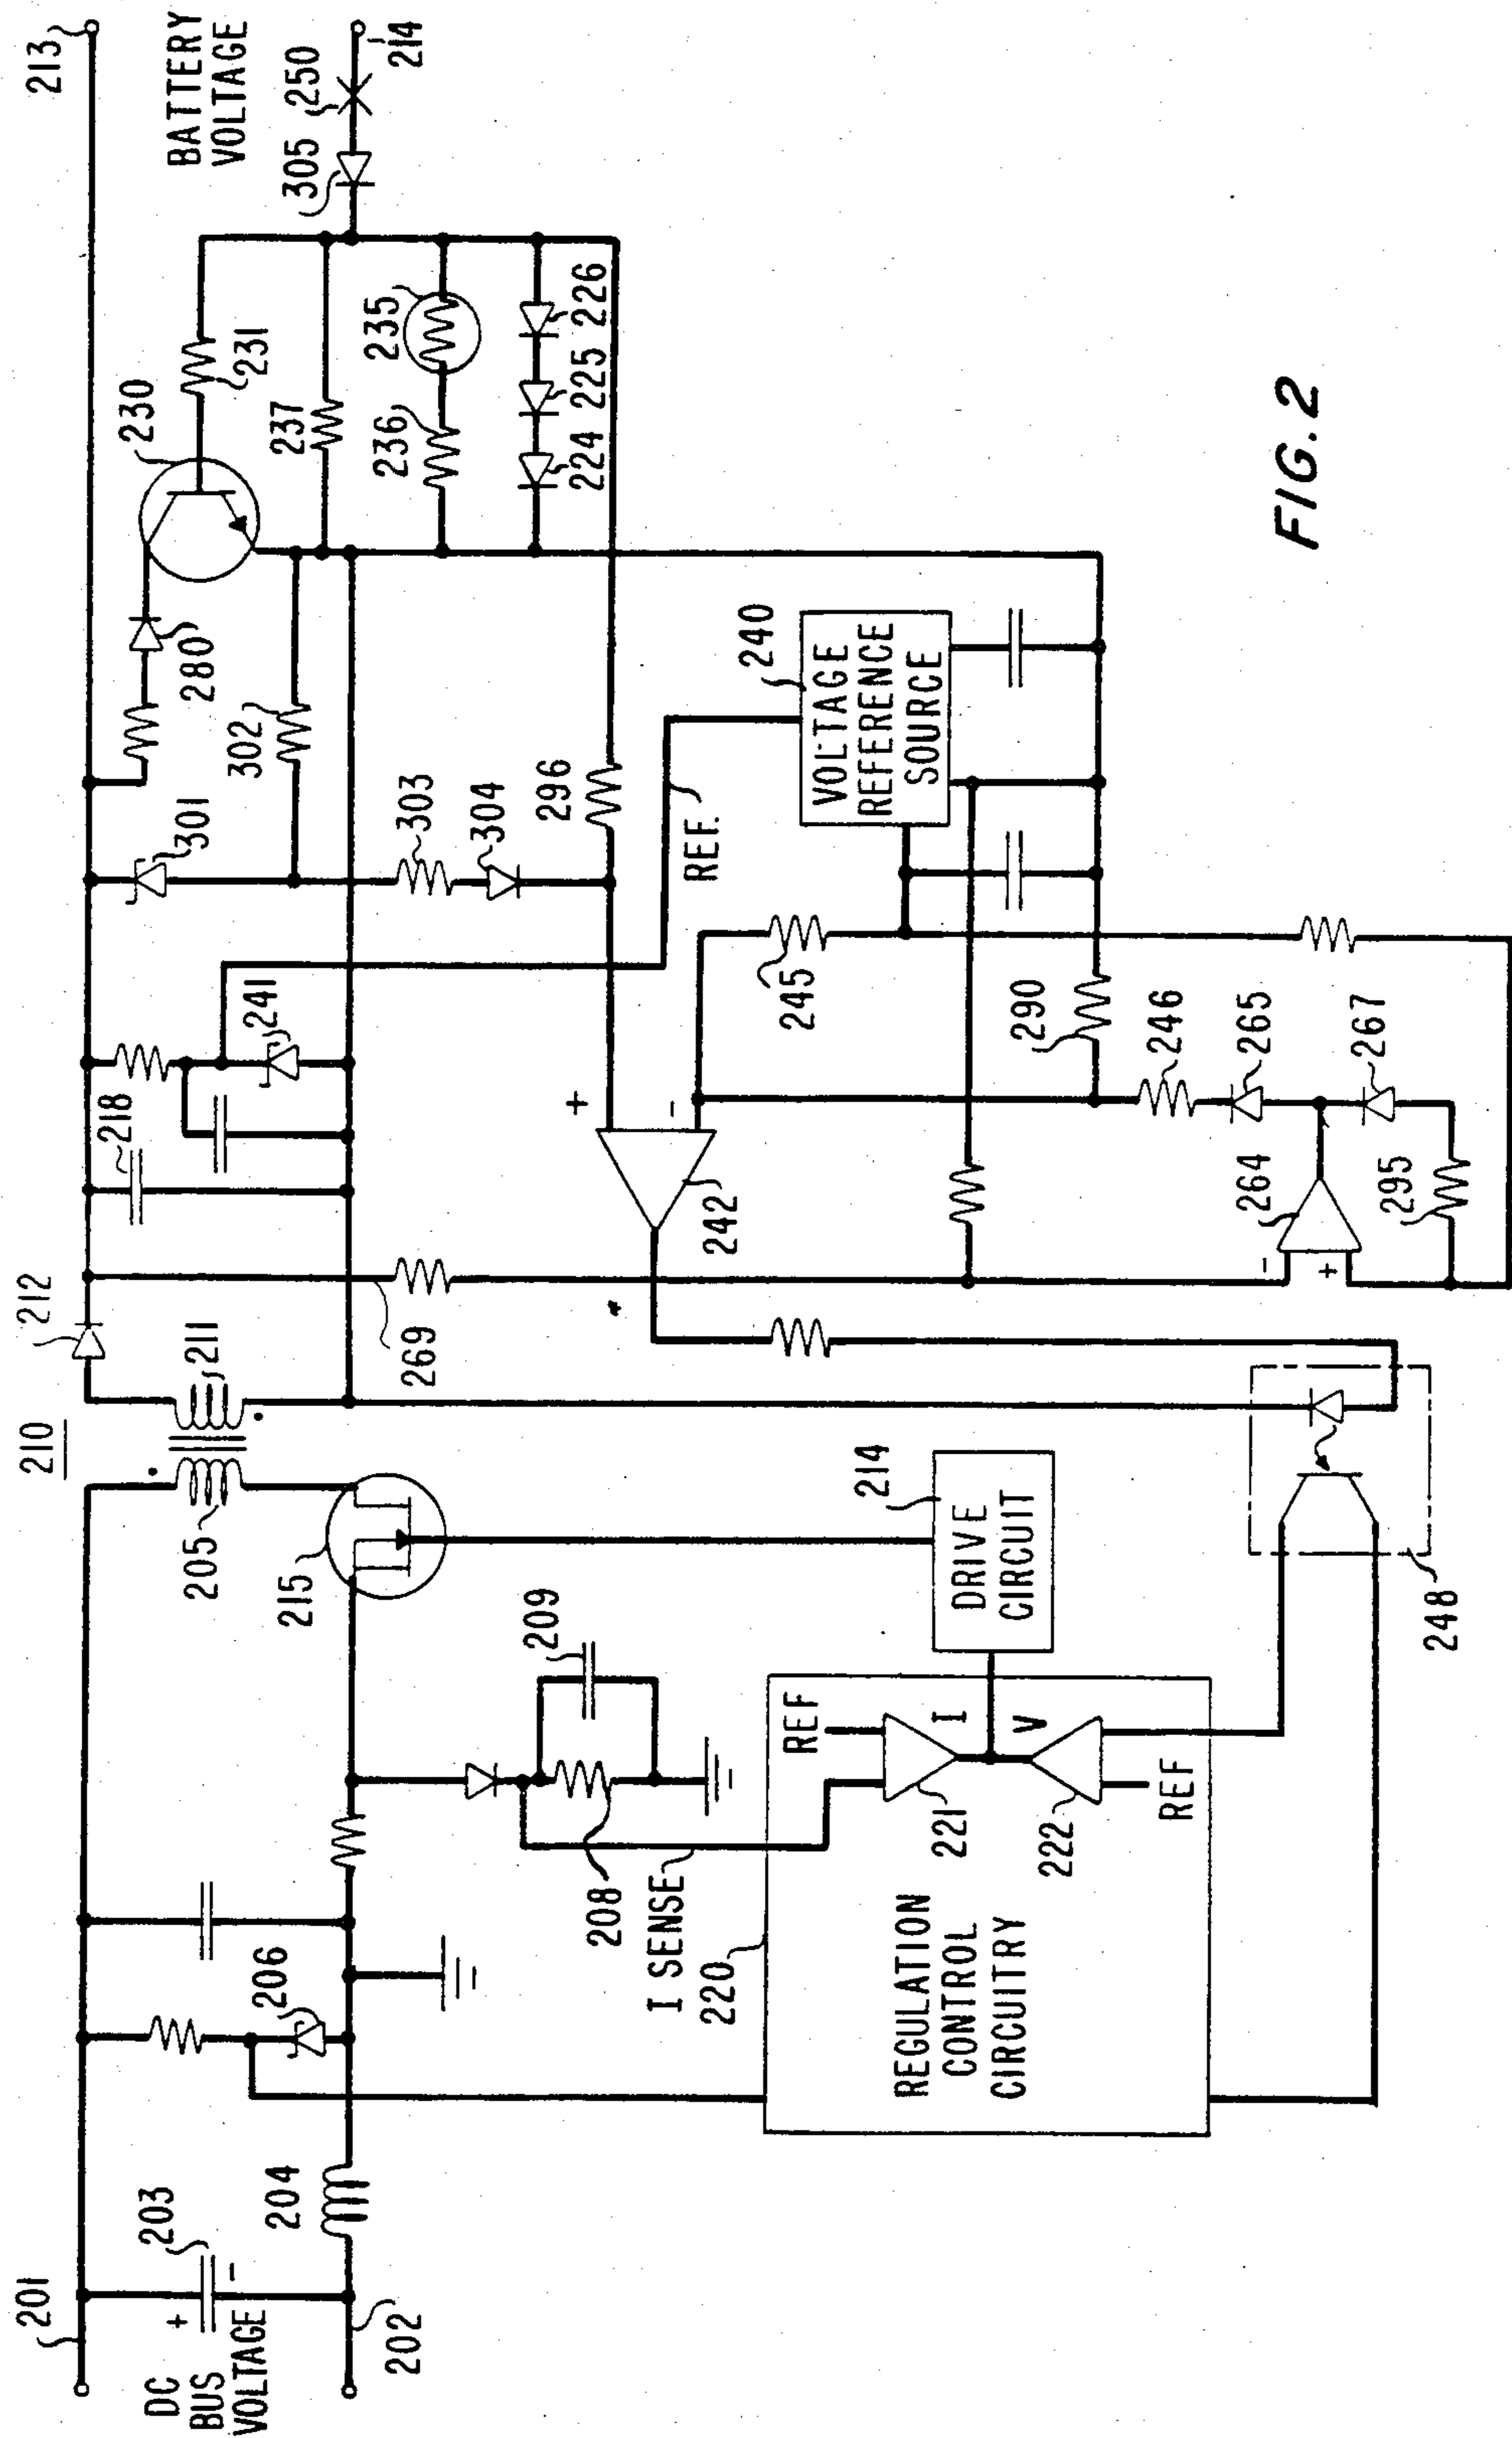 201
DC
BUS
VOLTAGE
+
-
203
202
204
206
208
209
I SENSE
220
REGULATION
CONTROL
CIRCUITRY
REF
221
I
V
222
REF
DRIVE
CIRCUIT
214
215
205
210
211
212
248
269
218
241
242
+
-
264
-
+
295
265
267
246
290
245
REF.
VOLTAGE
REFERENCE
SOURCE
240
301
302
303
304
296
280
230
231
237
236
235
224
225
226
305
250
213
BATTERY
VOLTAGE
214
FIG. 2